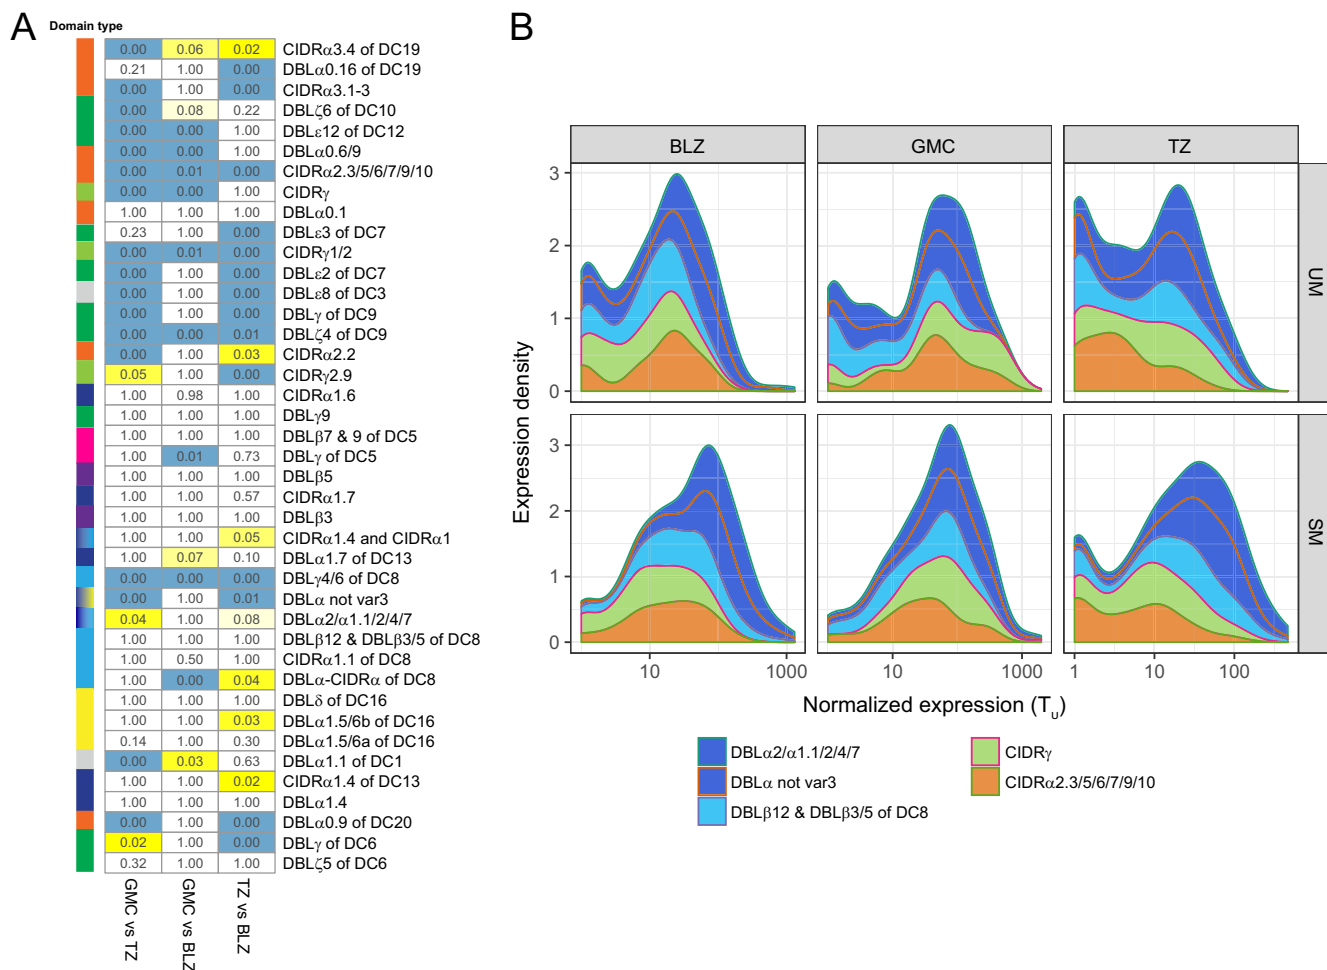 A
Domain type
0.00 0.06 0.02 CIDRα3.4 of DC19
0.21 1.00 0.00 DBLα0.16 of DC19
0.00 1.00 0.00 CIDRα3.1-3
0.00 0.08 0.22 DBLζ6 of DC10
0.00 0.00 1.00 DBLε12 of DC12
0.00 0.00 1.00 DBLα0.6/9
0.00 0.01 0.00 CIDRα2.3/5/6/7/9/10
0.00 0.00 1.00 CIDRγ
1.00 1.00 1.00 DBLα0.1
0.23 1.00 0.00 DBLε3 of DC7
0.00 0.01 0.00 CIDRγ1/2
0.00 1.00 0.00 DBLε2 of DC7
0.00 1.00 0.00 DBLε8 of DC3
0.00 1.00 0.00 DBLγ of DC9
0.00 0.00 0.01 DBLζ4 of DC9
0.00 1.00 0.03 CIDRα2.2
0.05 1.00 0.00 CIDRγ2.9
1.00 0.98 1.00 CIDRα1.6
1.00 1.00 1.00 DBLγ9
1.00 1.00 1.00 DBLβ7 & 9 of DC5
1.00 0.01 0.73 DBLγ of DC5
1.00 1.00 1.00 DBLβ5
1.00 1.00 0.57 CIDRα1.7
1.00 1.00 1.00 DBLβ3
1.00 1.00 0.05 CIDRα1.4 and CIDRα1
1.00 0.07 0.10 DBLα1.7 of DC13
0.00 0.00 0.00 DBLγ4/6 of DC8
0.00 1.00 0.01 DBLα not var3
0.04 1.00 0.08 DBLα2/α1.1/2/4/7
1.00 1.00 1.00 DBLβ12 & DBLβ3/5 of DC8
1.00 0.50 1.00 CIDRα1.1 of DC8
1.00 0.00 0.04 DBLα-CIDRα of DC8
1.00 1.00 1.00 DBLδ of DC16
1.00 1.00 0.03 DBLα1.5/6b of DC16
0.14 1.00 0.30 DBLα1.5/6a of DC16
0.00 0.03 0.63 DBLα1.1 of DC1
1.00 1.00 0.02 CIDRα1.4 of DC13
1.00 1.00 1.00 DBLα1.4
0.00 1.00 0.00 DBLα0.9 of DC20
0.02 1.00 0.00 DBLγ of DC6
0.32 1.00 1.00 DBLζ5 of DC6
GMC vs TZ
GMC vs BLZ
TZ vs BLZ
B
BLZ GMC TZ
3
2
1
0
UM
3
2
1
0
SM
Expression density
10 1000 10 1000 1 10 100
Normalized expression (Tᵤ)
DBLα2/α1.1/2/4/7
DBLα not var3
DBLβ12 & DBLβ3/5 of DC8
CIDRγ
CIDRα2.3/5/6/7/9/10